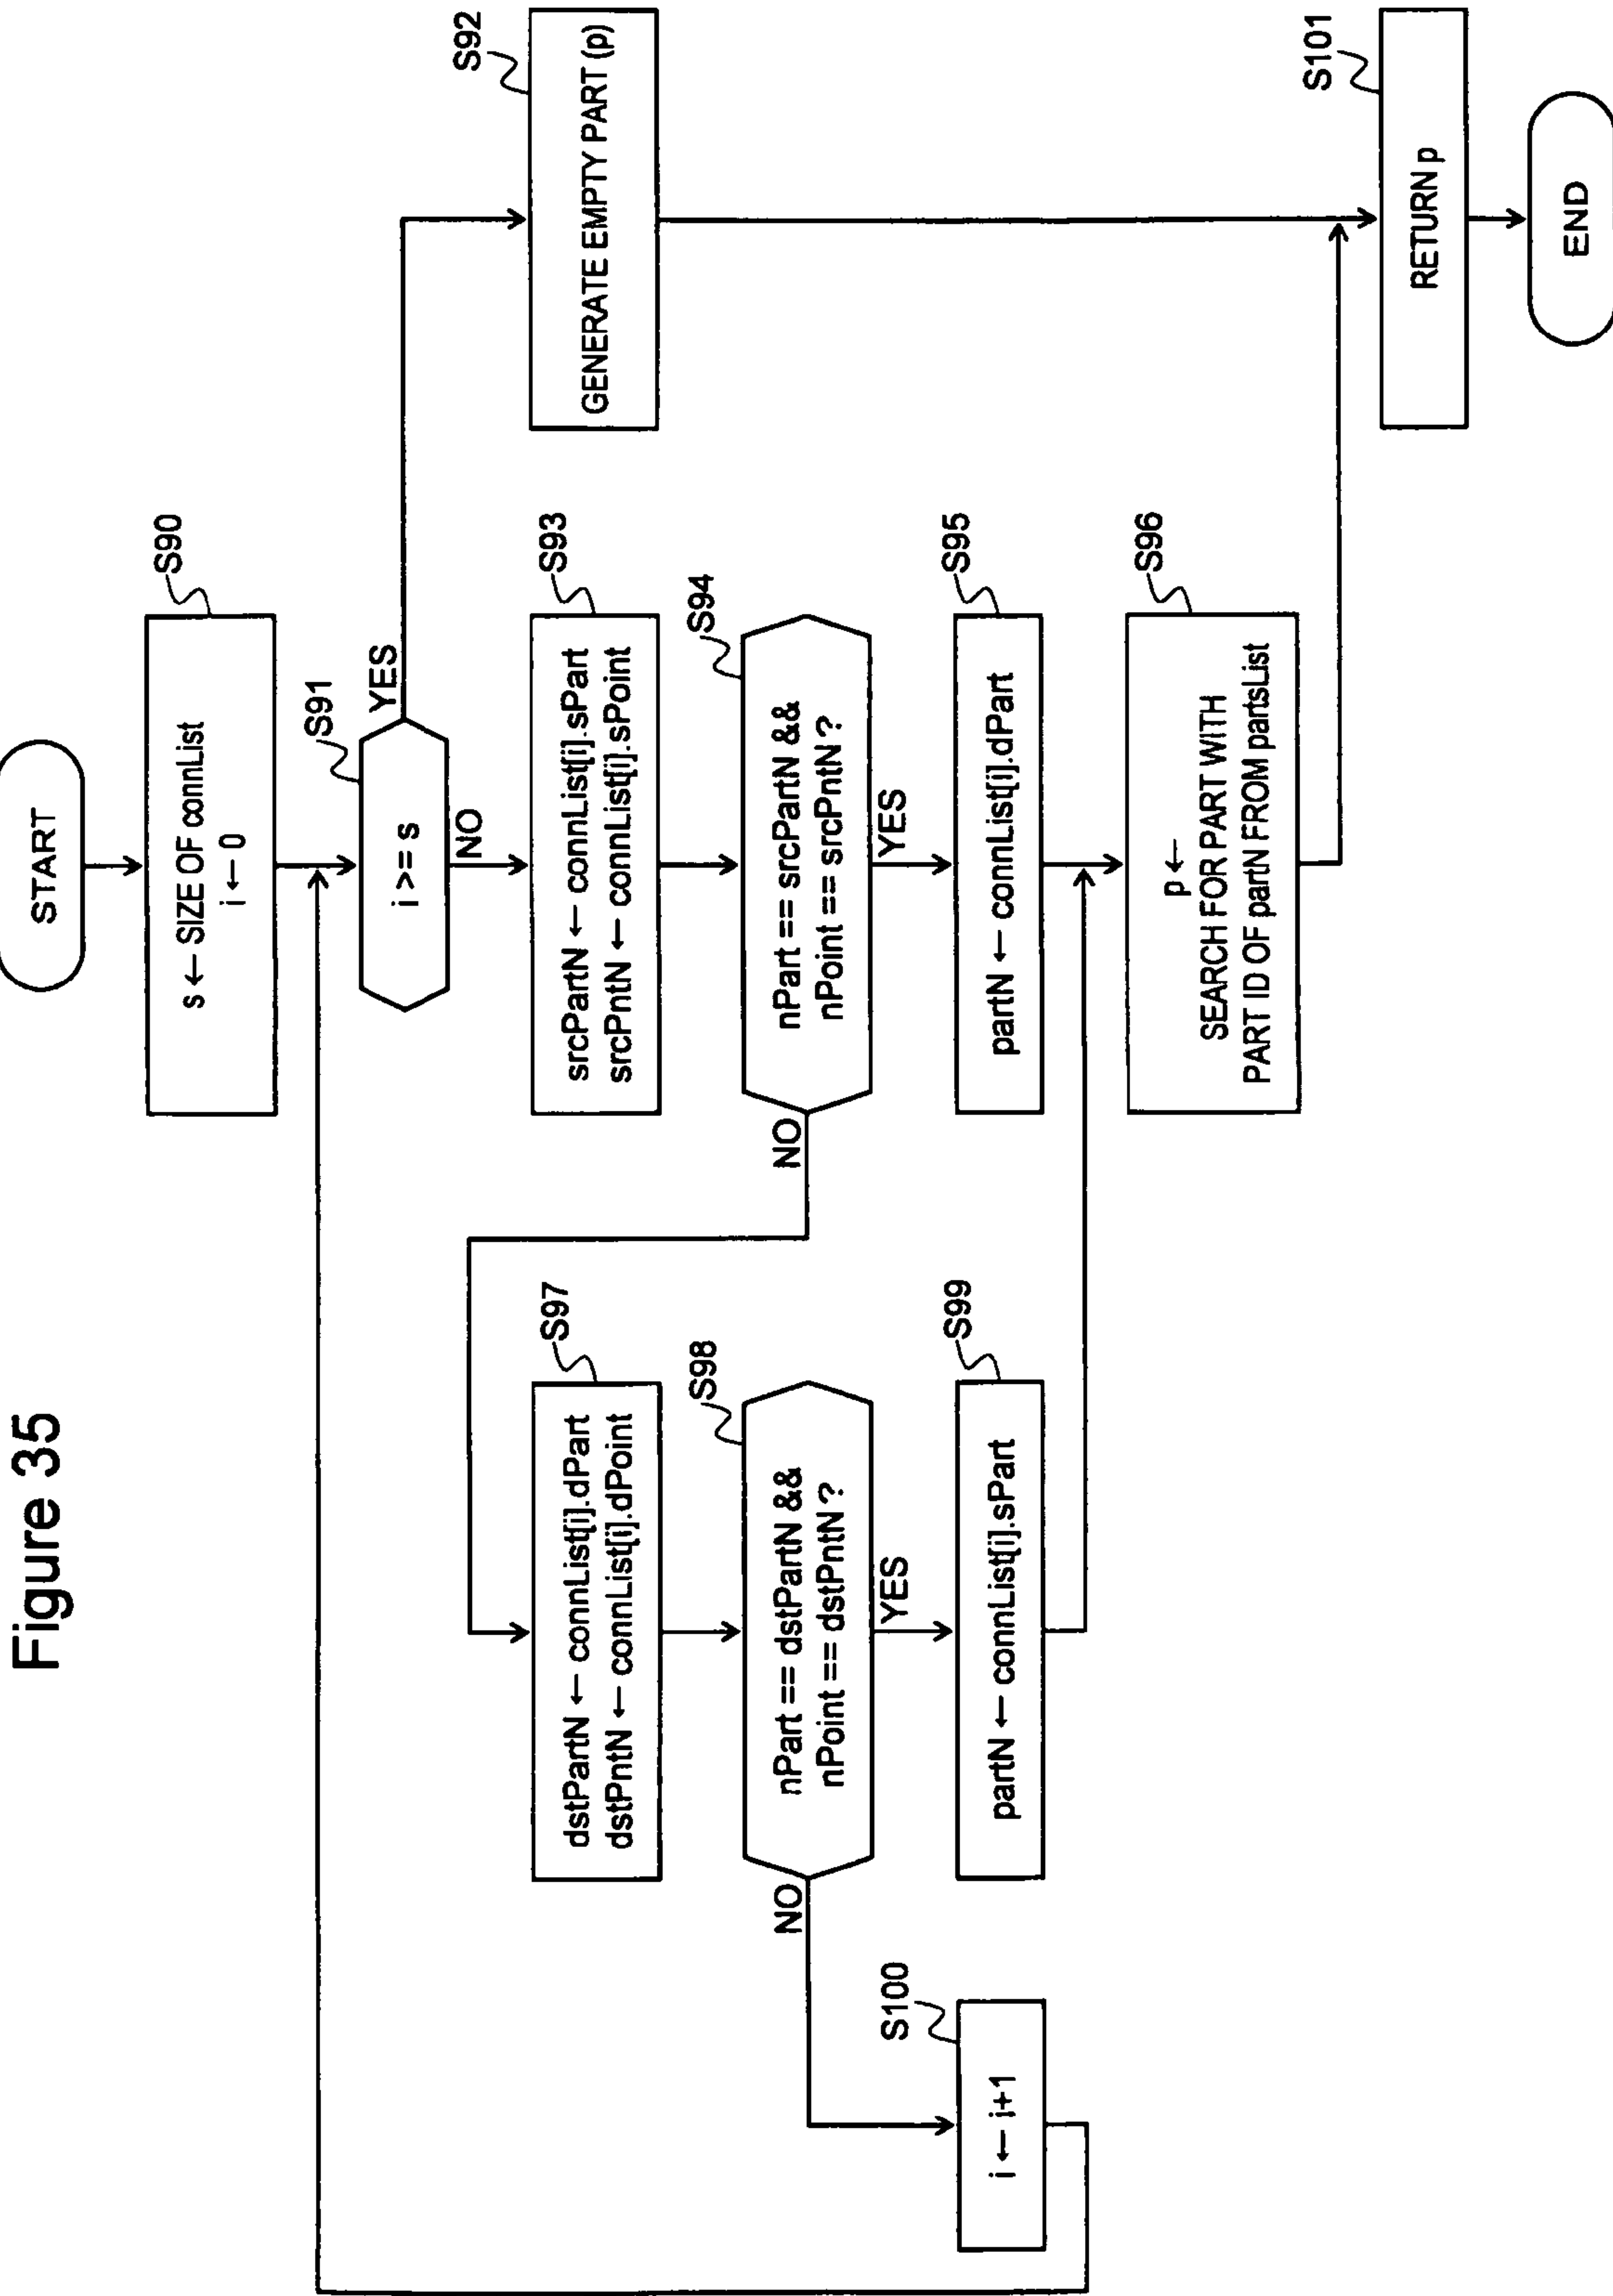 Figure 35
START
S90
s ← SIZE OF connList
i ← 0
S91
i >= s
YES
NO
S92
GENERATE EMPTY PART (p)
S93
srcPartN ← connList[i].sPart
srcPntN ← connList[i].sPoint
S94
nPart == srcPartN &&
nPoint == srcPntN ?
NO
YES
S95
partN ← connList[i].dPart
S96
p ←
SEARCH FOR PART WITH
PART ID OF partN FROM partsList
S97
dstPartN ← connList[i].dPart
dstPntN ← connList[i].dPoint
S98
nPart == dstPartN &&
nPoint == dstPntN ?
NO
YES
S99
partN ← connList[i].sPart
S100
i ← i+1
S101
RETURN p
END